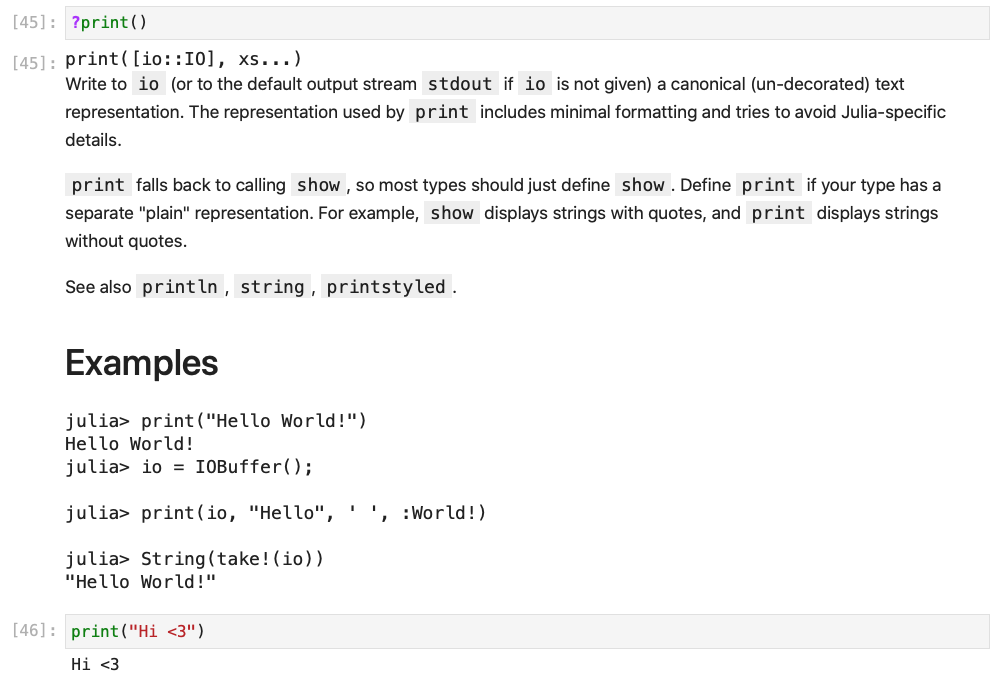 [45]: ?print()
[45]: print([io::IO], xs...)
Write to io (or to the default output stream stdout if io is not given) a canonical (un-decorated) text
representation. The representation used by print includes minimal formatting and tries to avoid Julia-specific
details.
print falls back to calling show, so most types should just define show. Define print if your type has a
separate "plain" representation. For example, show displays strings with quotes, and print displays strings
without quotes.
See also println, string, printstyled.
Examples
julia> print("Hello World!")
Hello World!
julia> io = IOBuffer();
julia> print(io, "Hello", ' ', :World!)
julia> String(take!(io))
"Hello World!"
[46]: print("Hi <3")
Hi <3